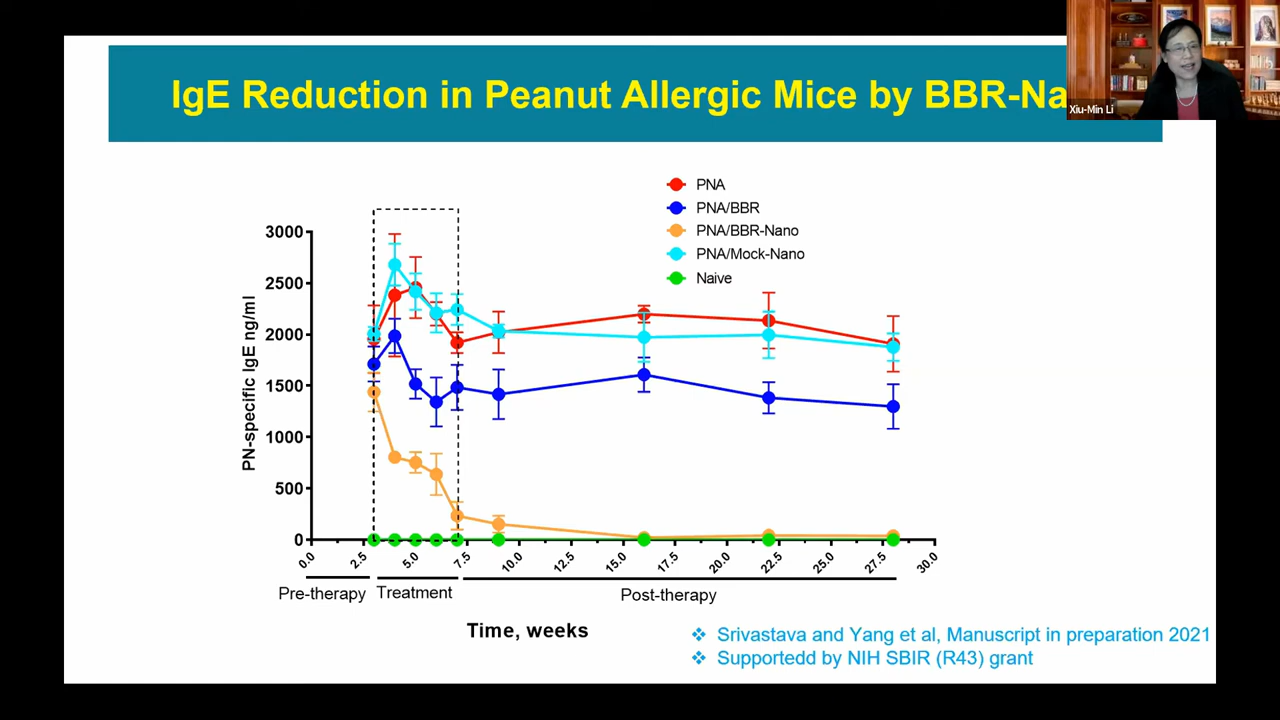 IgE Reduction in Peanut Allergic Mice by BBR-Na
Xiu-Min Li
PNA
PNA/BBR
PNA/BBR-Nano
PNA/Mock-Nano
Naive
PN-specific IgE ng/ml
3000
2500
2000
1500
1000
500
0
0.0 2.5 5.0 7.5 10.0 12.5 15.0 17.5 20.0 22.5 25.0 27.5 30.0
Pre-therapy Treatment Post-therapy
Time, weeks
❖ Srivastava and Yang et al, Manuscript in preparation 2021
❖ Supportedd by NIH SBIR (R43) grant